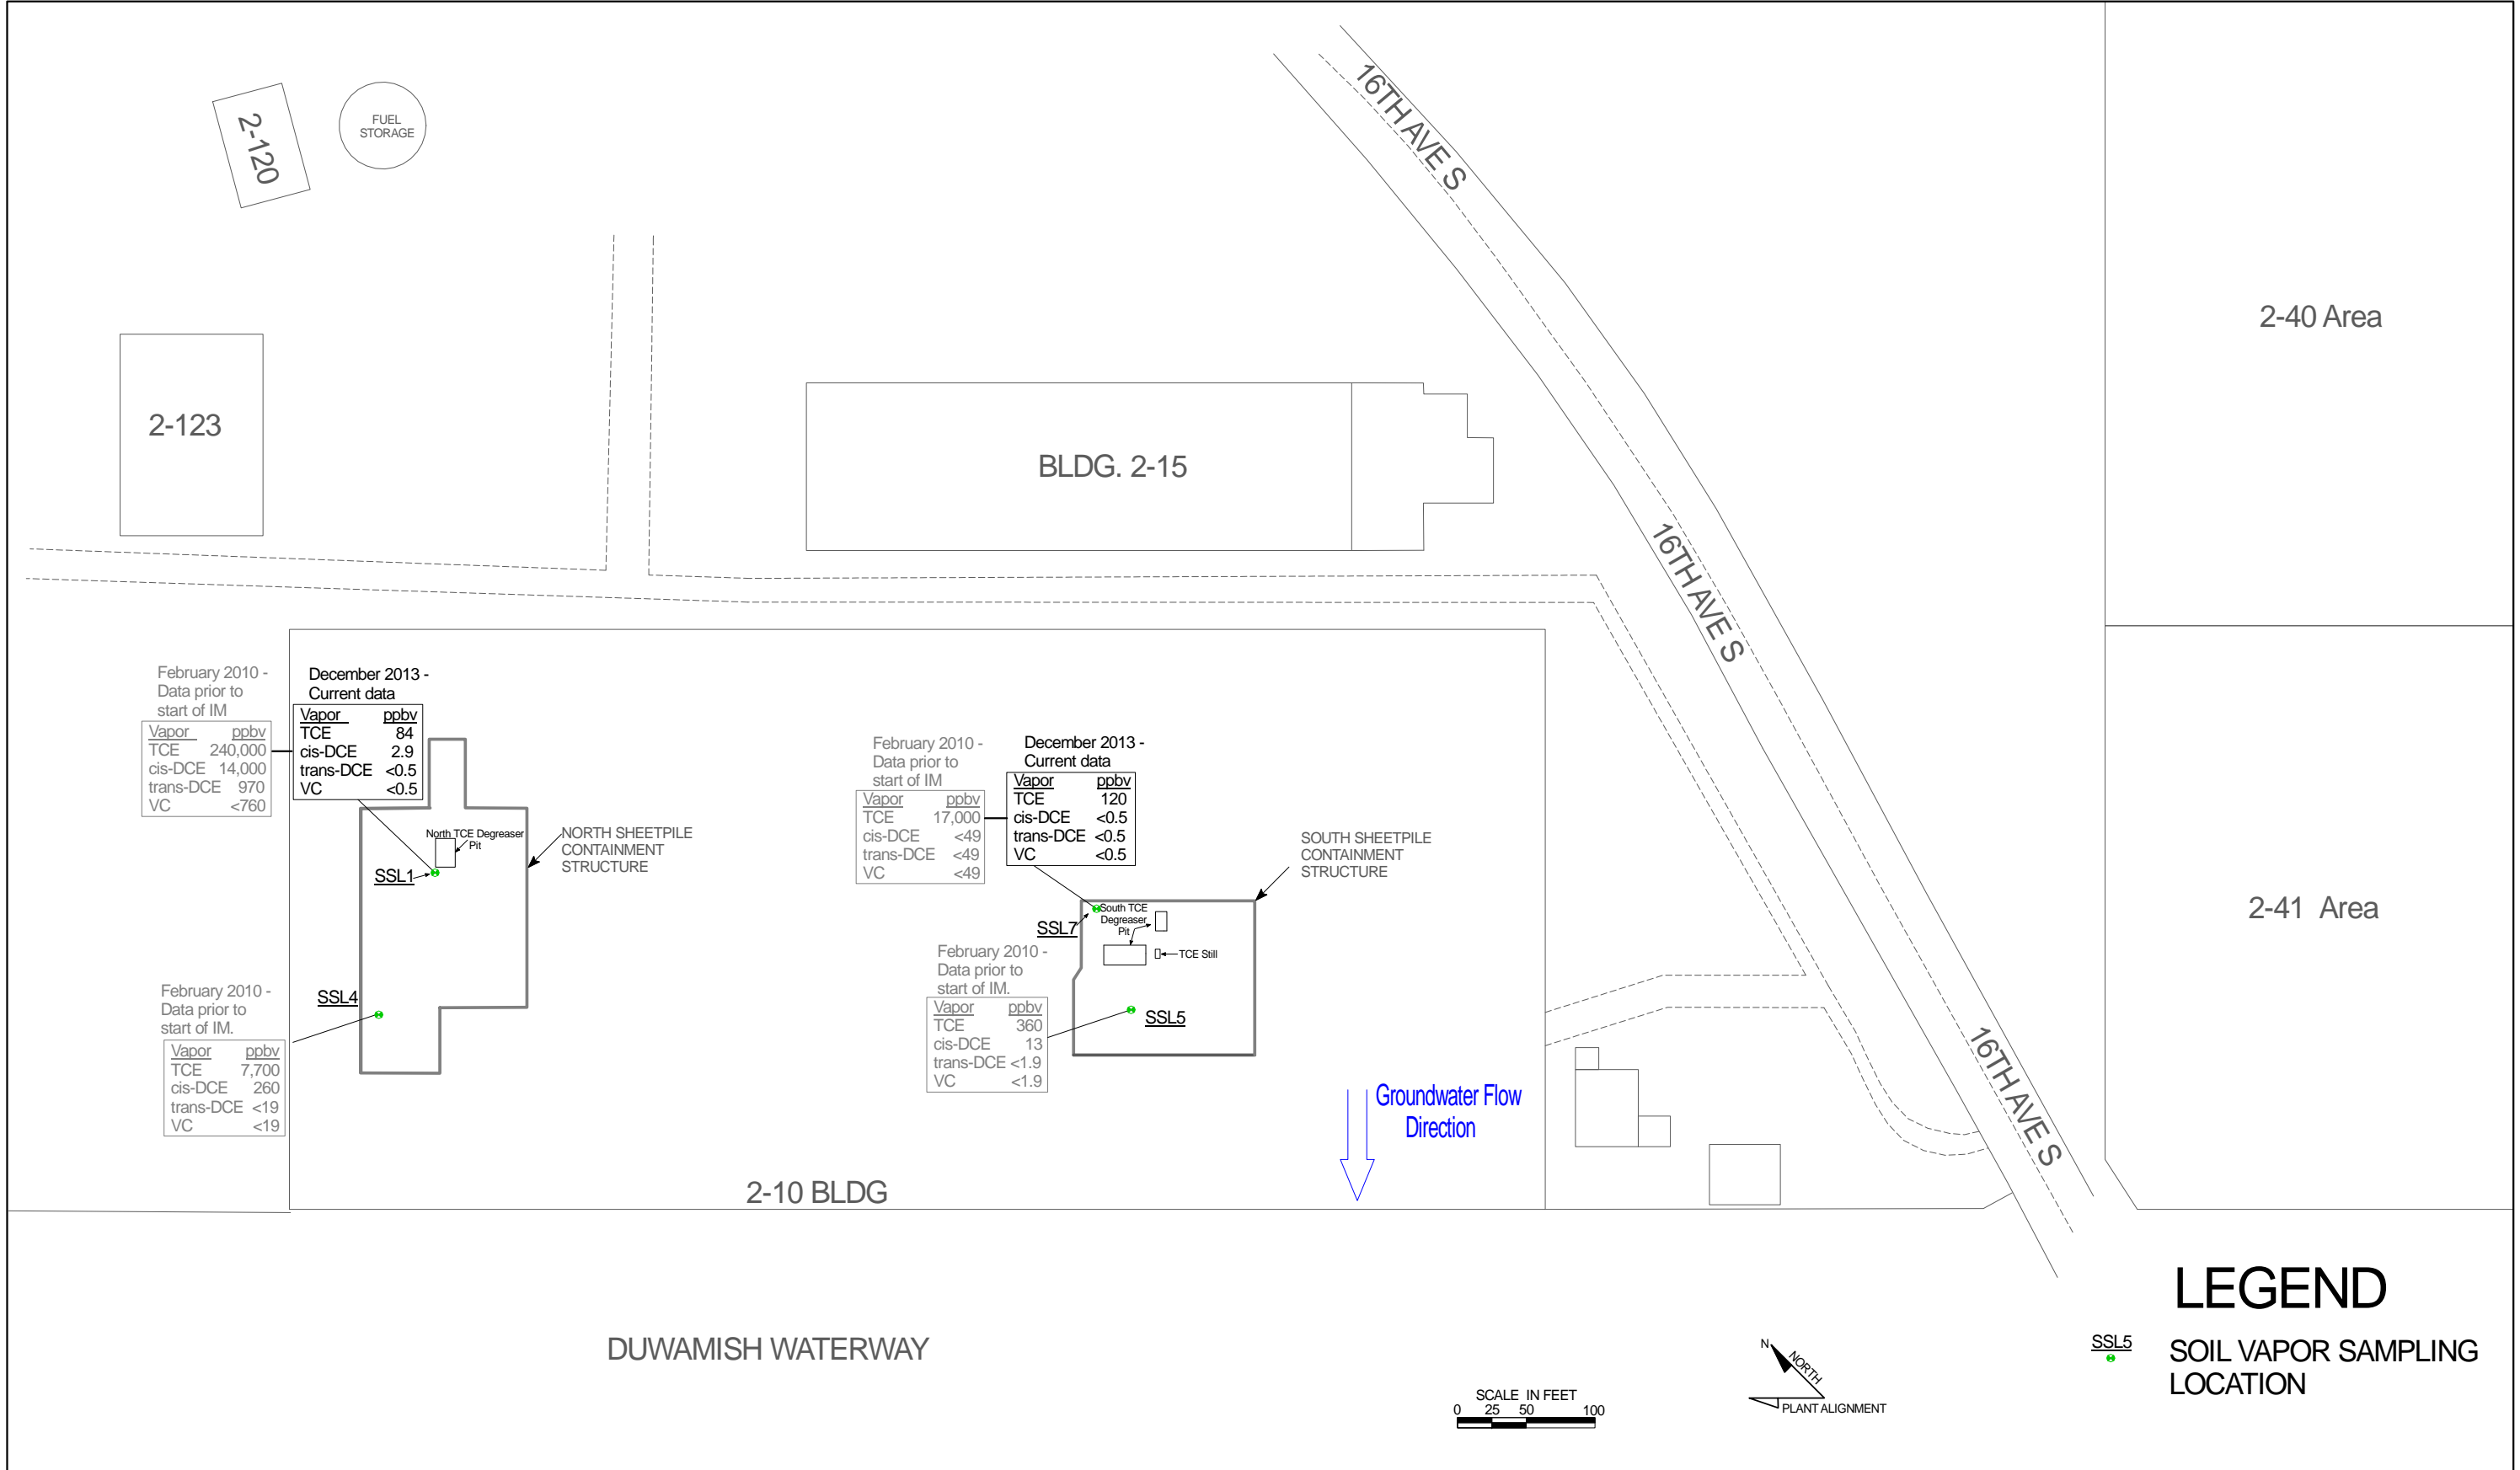 16TH AVE S
2-120
FUEL
STORAGE
2-40 Area
2-123
BLDG. 2-15
16TH AVE S
February 2010 -
Data prior to
start of IM
Vapor ppbv
TCE 240,000
cis-DCE 14,000
trans-DCE 970
VC <760
December 2013 -
Current data
Vapor ppbv
TCE 84
cis-DCE 2.9
trans-DCE <0.5
VC <0.5
North TCE Degreaser
Pit
NORTH SHEETPILE
CONTAINMENT
STRUCTURE
SSL1
February 2010 -
Data prior to
start of IM
Vapor ppbv
TCE 17,000
cis-DCE <49
trans-DCE <49
VC <49
December 2013 -
Current data
Vapor ppbv
TCE 120
cis-DCE <0.5
trans-DCE <0.5
VC <0.5
SOUTH SHEETPILE
CONTAINMENT
STRUCTURE
2-41 Area
South TCE
Degreaser
Pit
SSL7
TCE Still
February 2010 -
Data prior to
start of IM.
Vapor ppbv
TCE 7,700
cis-DCE 260
trans-DCE <19
VC <19
SSL4
February 2010 -
Data prior to
start of IM.
Vapor ppbv
TCE 360
cis-DCE 13
trans-DCE <1.9
VC <1.9
SSL5
Groundwater Flow
Direction
16TH AVE S
2-10 BLDG
DUWAMISH WATERWAY
SCALE IN FEET
0 25 50 100
N
NORTH
PLANT ALIGNMENT
LEGEND
SSL5
SOIL VAPOR SAMPLING
LOCATION